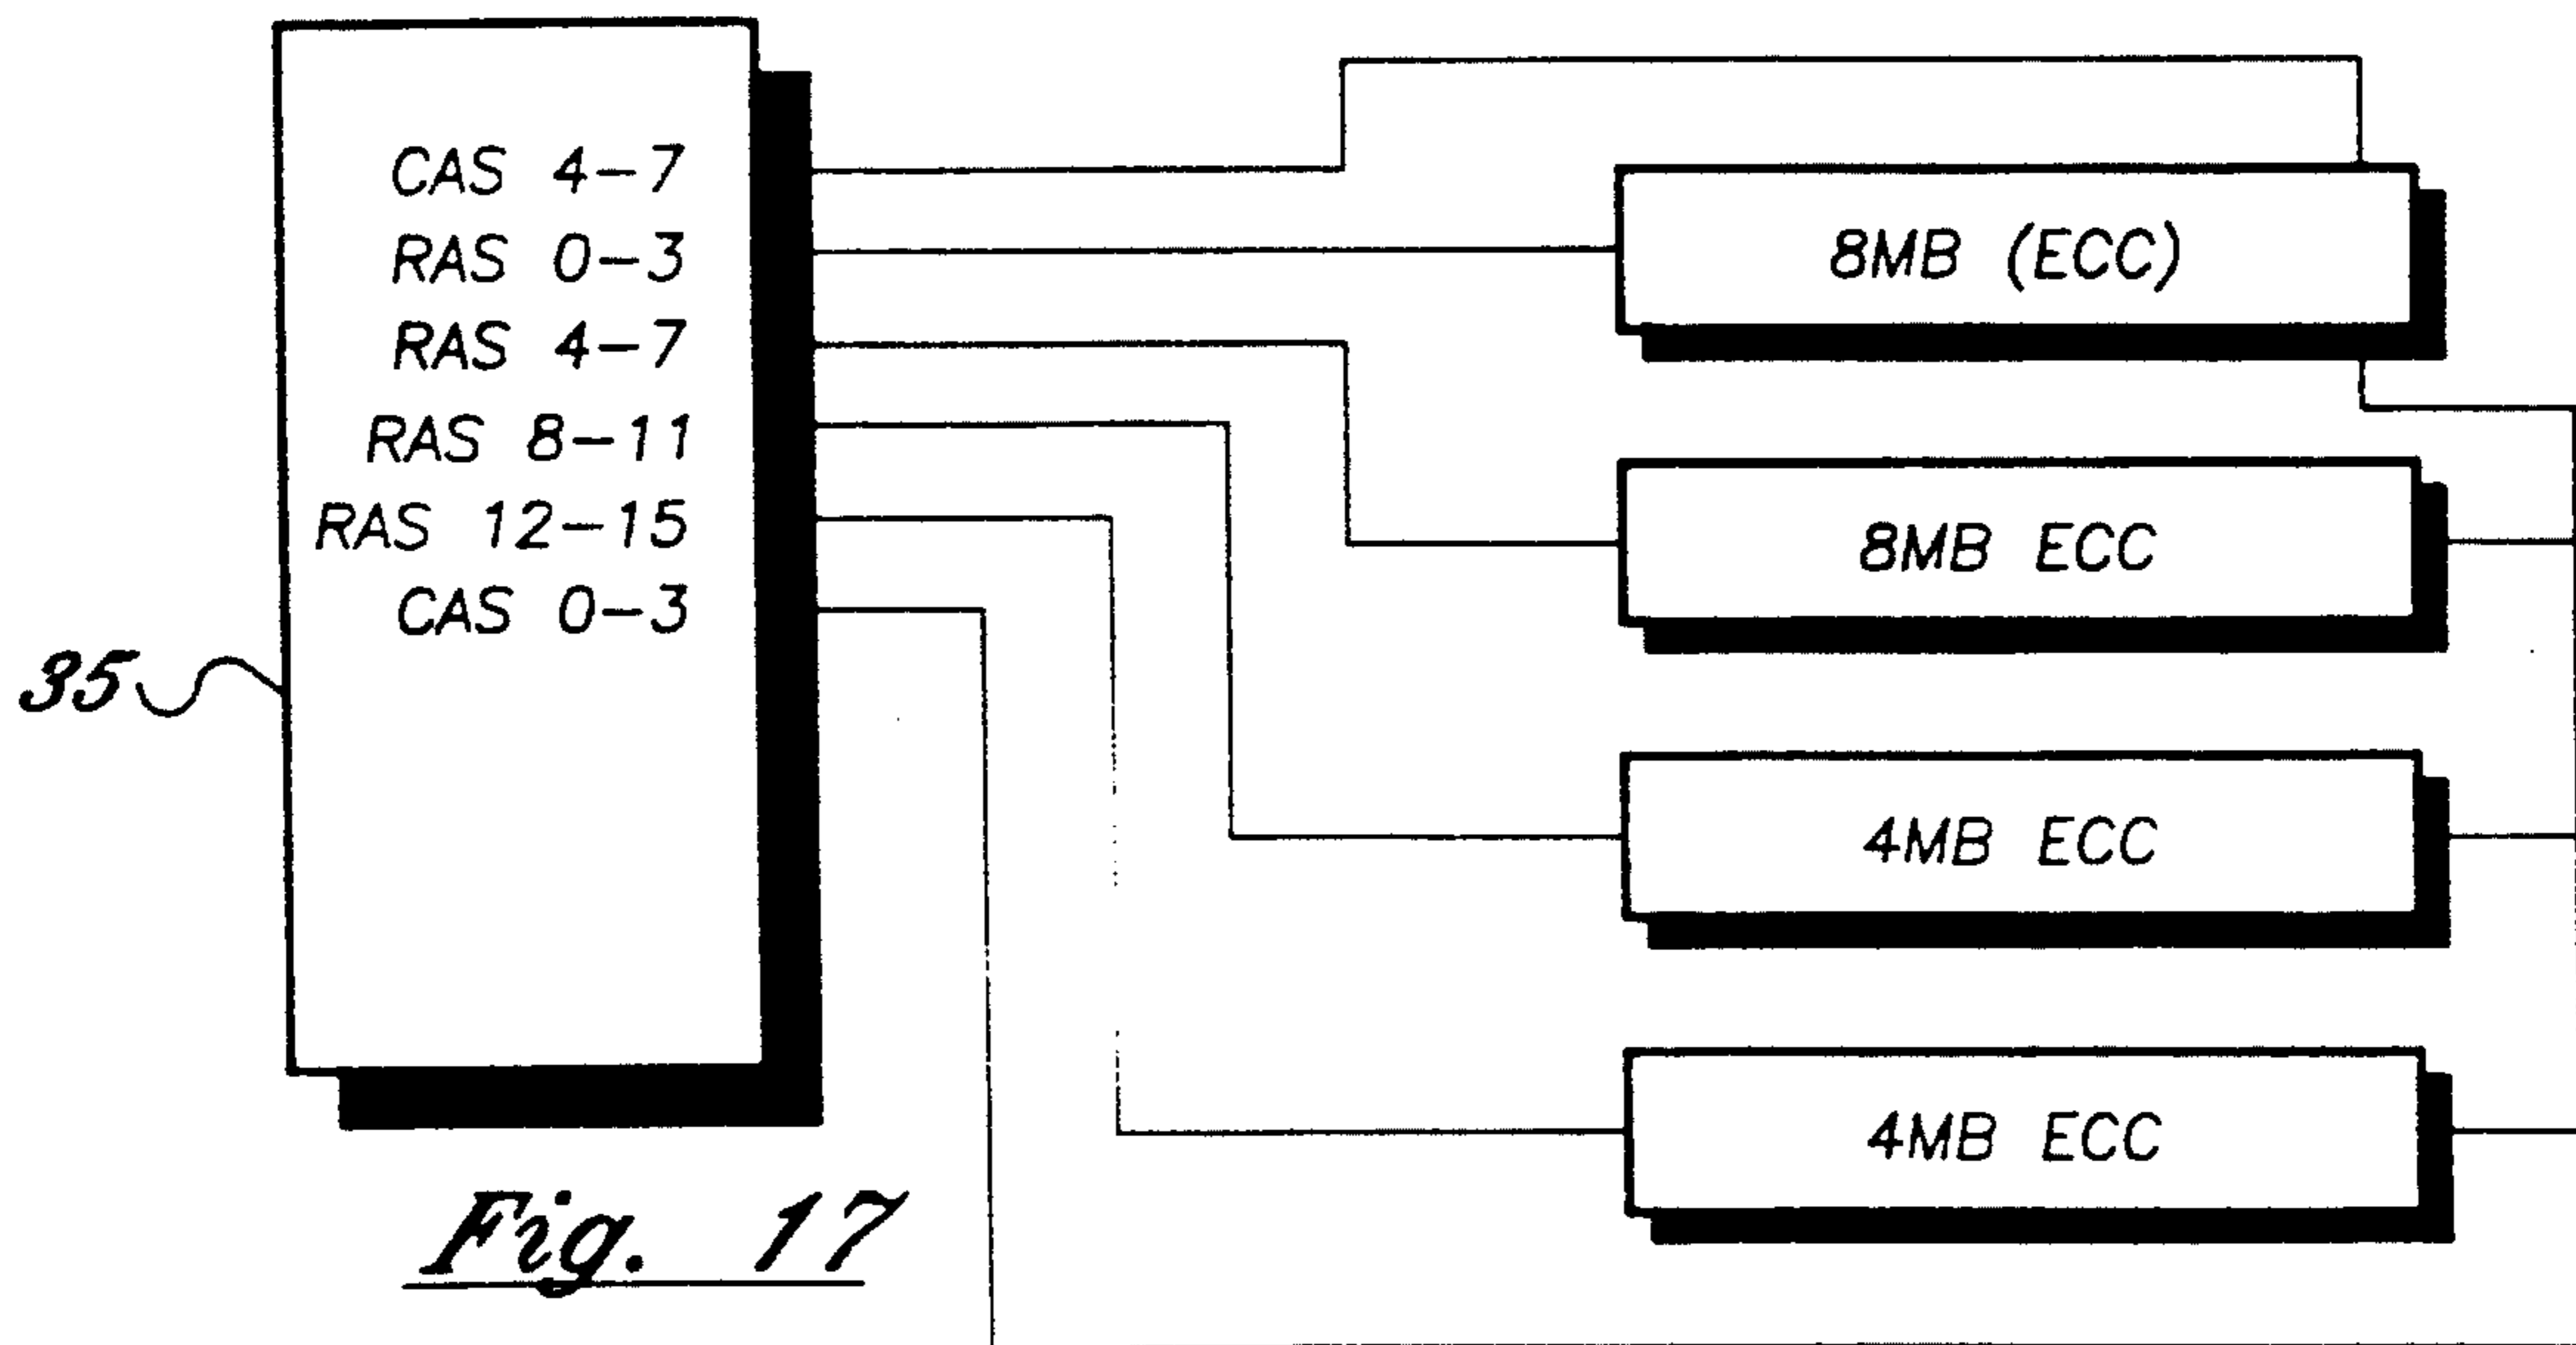 CAS 4-7
RAS 0-3
RAS 4-7
RAS 8-11
RAS 12-15
CAS 0-3
35
8MB (ECC)
8MB ECC
4MB ECC
4MB ECC
Fig. 17